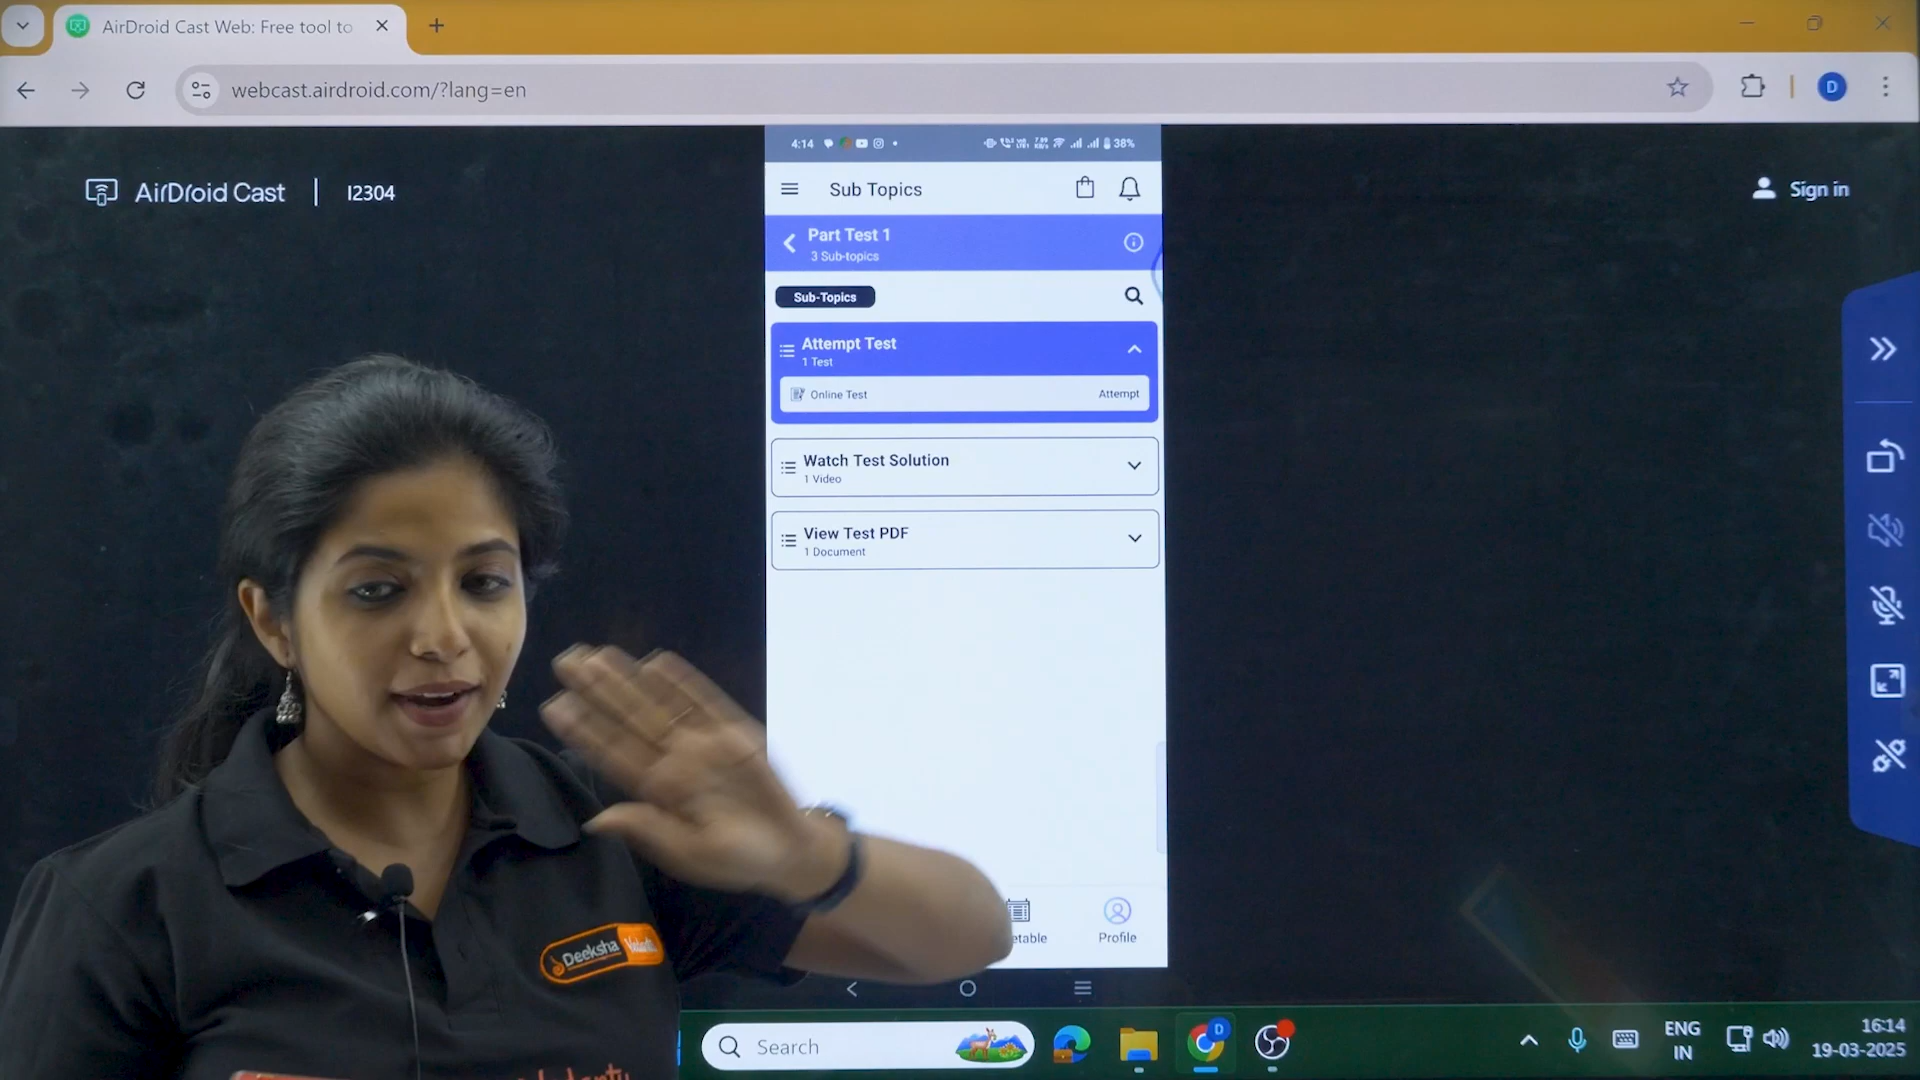 AirDroid Cast Web: Free tool to
webcast.airdroid.com/?lang=en
D
AirDroid Cast | I2304
Sign in
4:14
38%
Sub Topics
Part Test 1
3 Sub-topics
Sub-Topics
Attempt Test
1 Test
Online Test
Attempt
Watch Test Solution
1 Video
View Test PDF
1 Document
etable
Profile
Deeksha Vedantu
Search
D
ENG
IN
16:14
19-03-2025